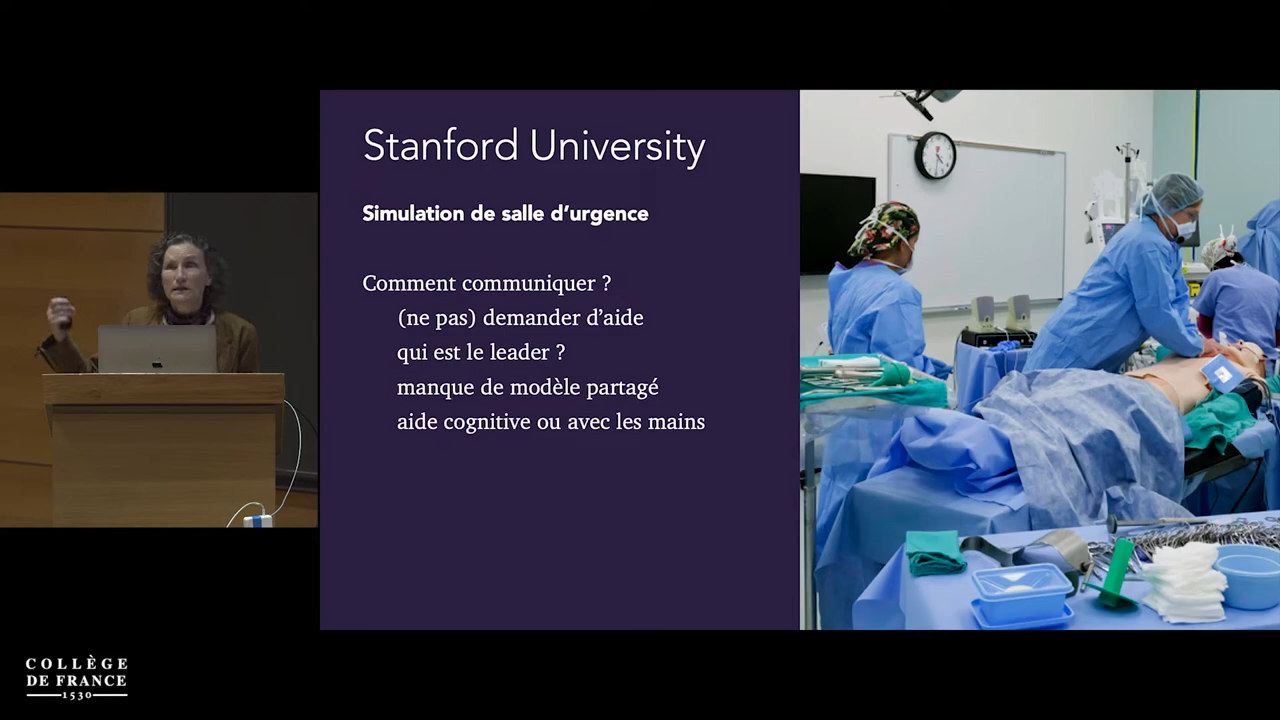 Stanford University
Simulation de salle d’urgence
Comment communiquer ?
(ne pas) demander d’aide
qui est le leader ?
manque de modèle partagé
aide cognitive ou avec les mains
COLLÈGE
DE FRANCE
1530